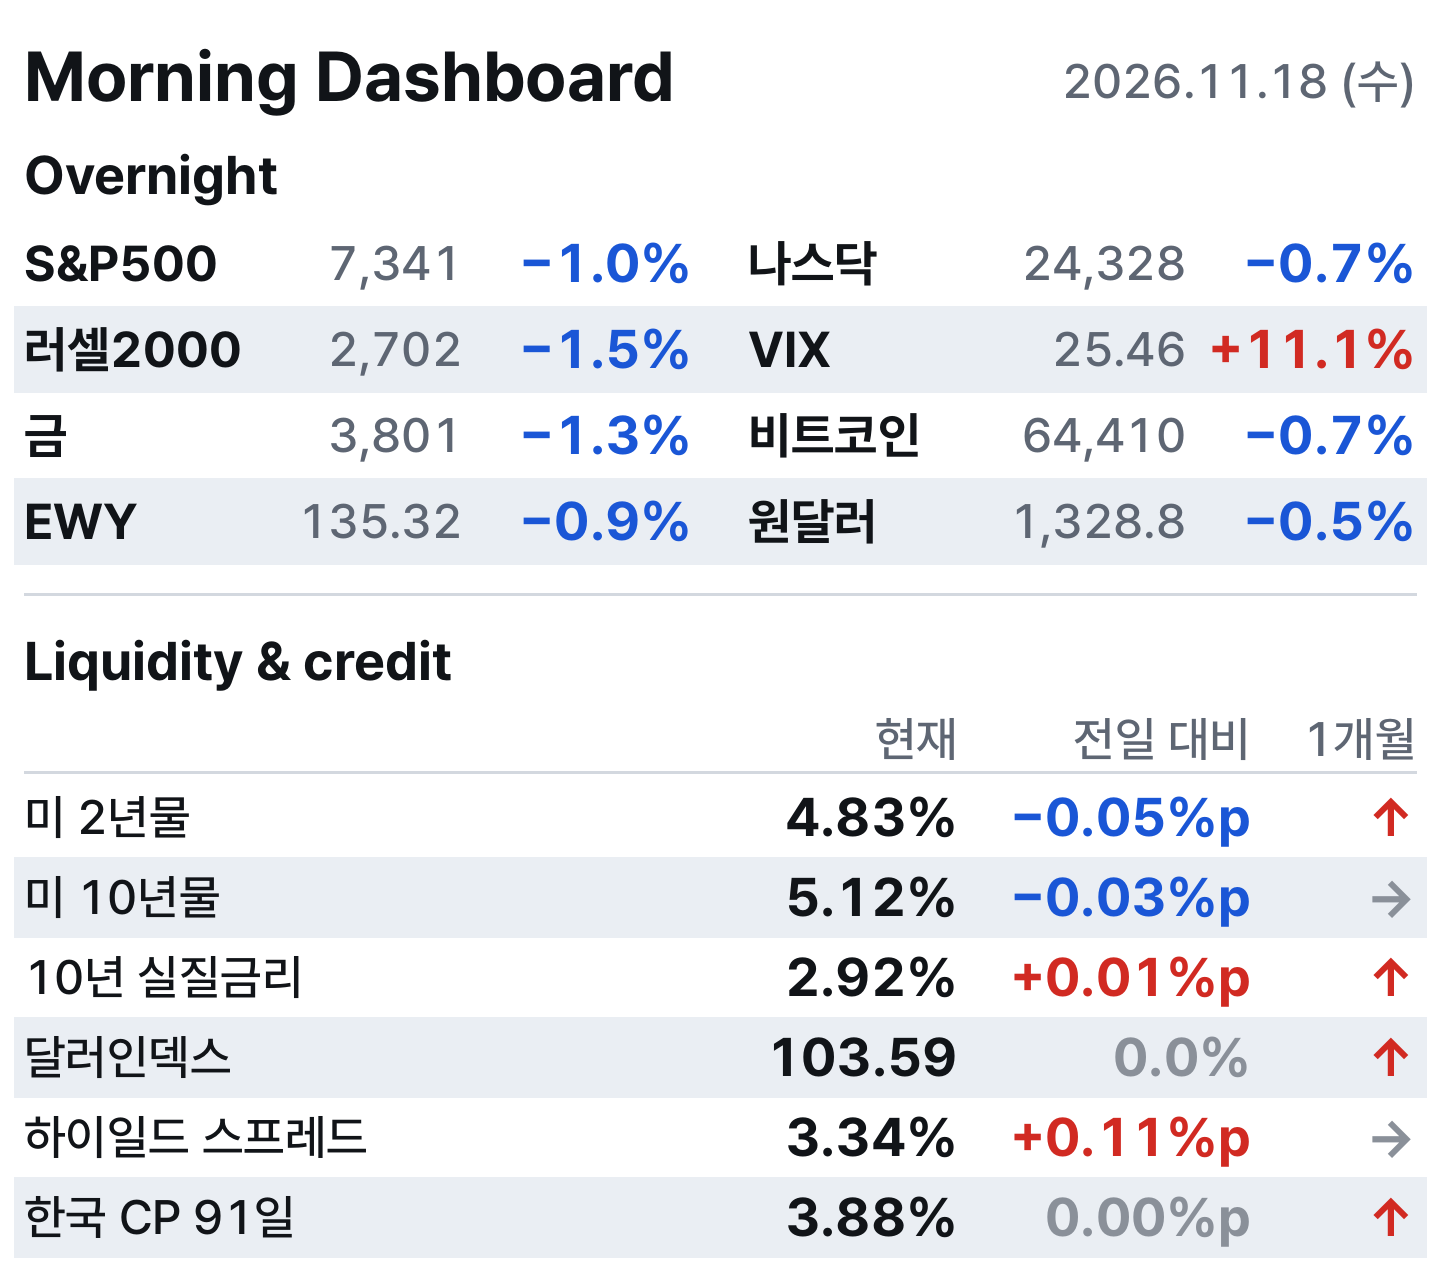 Morning Dashboard 2026.11.18 (수)
Overnight
S&P500 7,341 −1.0% 나스닥 24,328 −0.7%
러셀2000 2,702 −1.5% VIX 25.46 +11.1%
금 3,801 −1.3% 비트코인 64,410 −0.7%
EWY 135.32 −0.9% 원달러 1,328.8 −0.5%
Liquidity & credit
현재 전일 대비 1개월
미 2년물 4.83% −0.05%p ↑
미 10년물 5.12% −0.03%p →
10년 실질금리 2.92% +0.01%p ↑
달러인덱스 103.59 0.0% ↑
하이일드 스프레드 3.34% +0.11%p →
한국 CP 91일 3.88% 0.00%p ↑